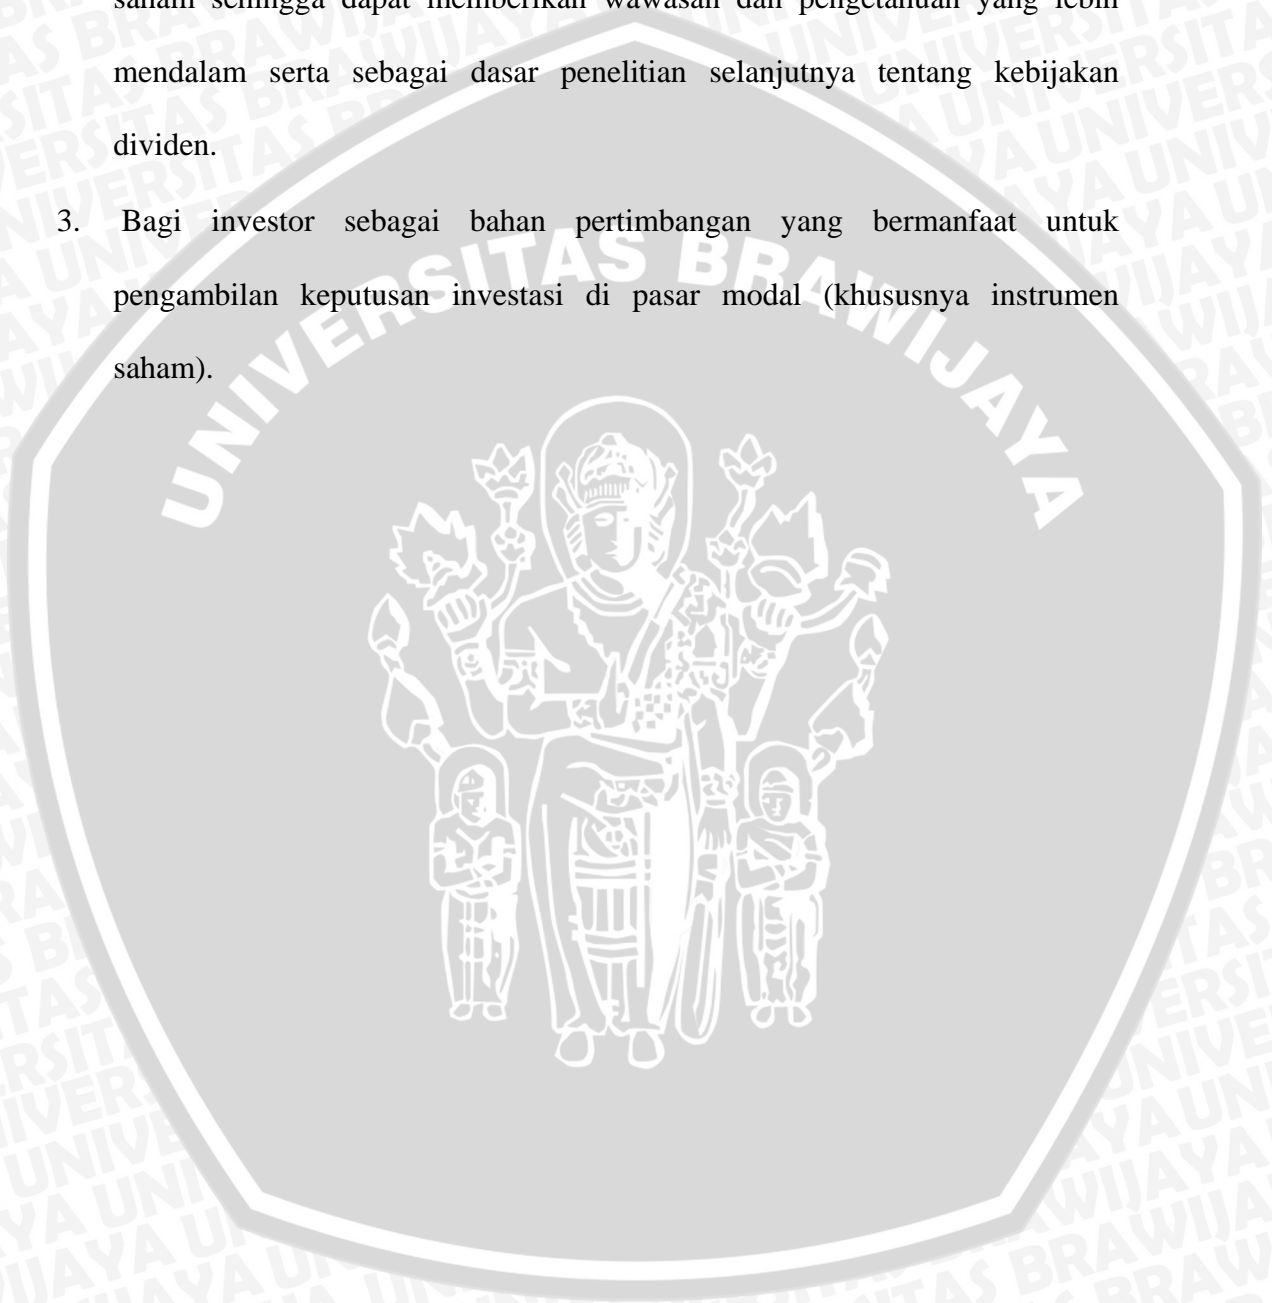 saham sehingga dapat memberikan wawasan dan pengetahuan yang lebih
mendalam serta sebagai dasar penelitian selanjutnya tentang kebijakan
dividen.
3. Bagi investor sebagai bahan pertimbangan yang bermanfaat untuk
pengambilan keputusan investasi di pasar modal (khususnya instrumen
saham).
UNIVERSITAS BRAWIJAYA